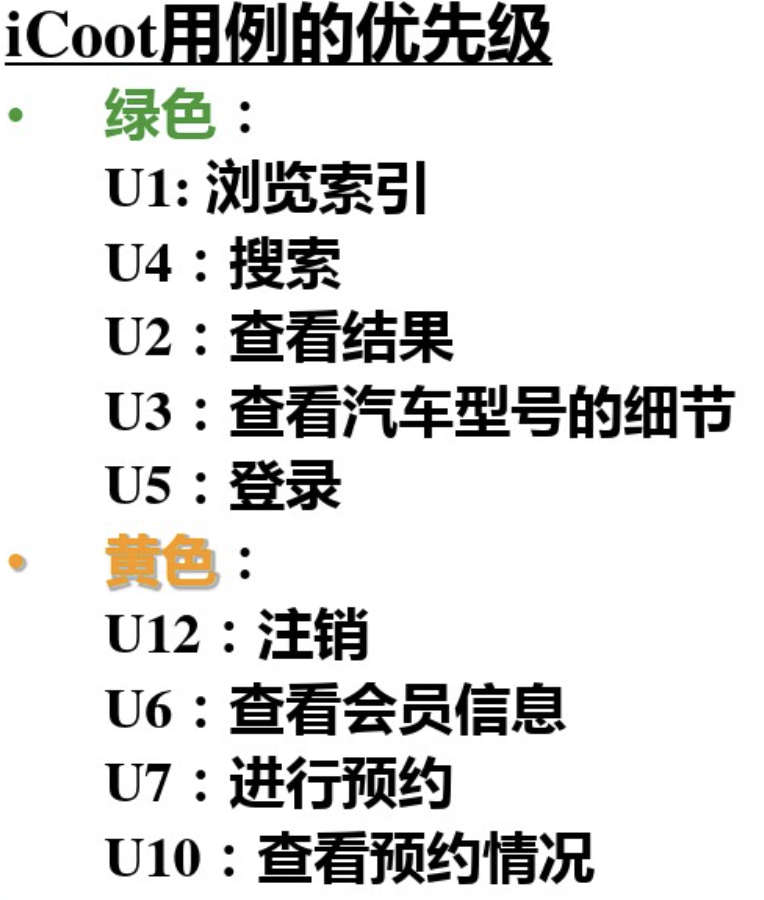 iCoot用例的优先级
• 绿色：
U1: 浏览索引
U4：搜索
U2：查看结果
U3：查看汽车型号的细节
U5：登录
• 黄色：
U12：注销
U6：查看会员信息
U7：进行预约
U10：查看预约情况